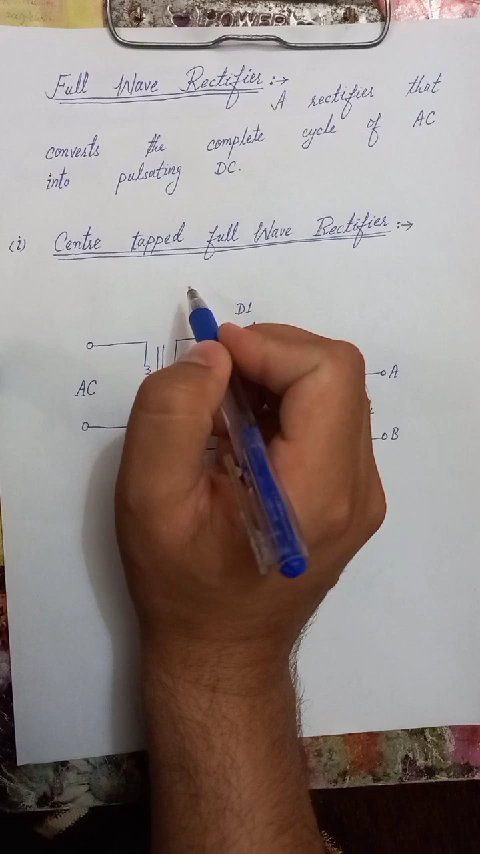 POWER
Full Wave Rectifier :→
A rectifier that
converts the complete cycle of AC
into pulsating DC.
(i) Centre tapped full Wave Rectifier :→
D1
A
AC
B